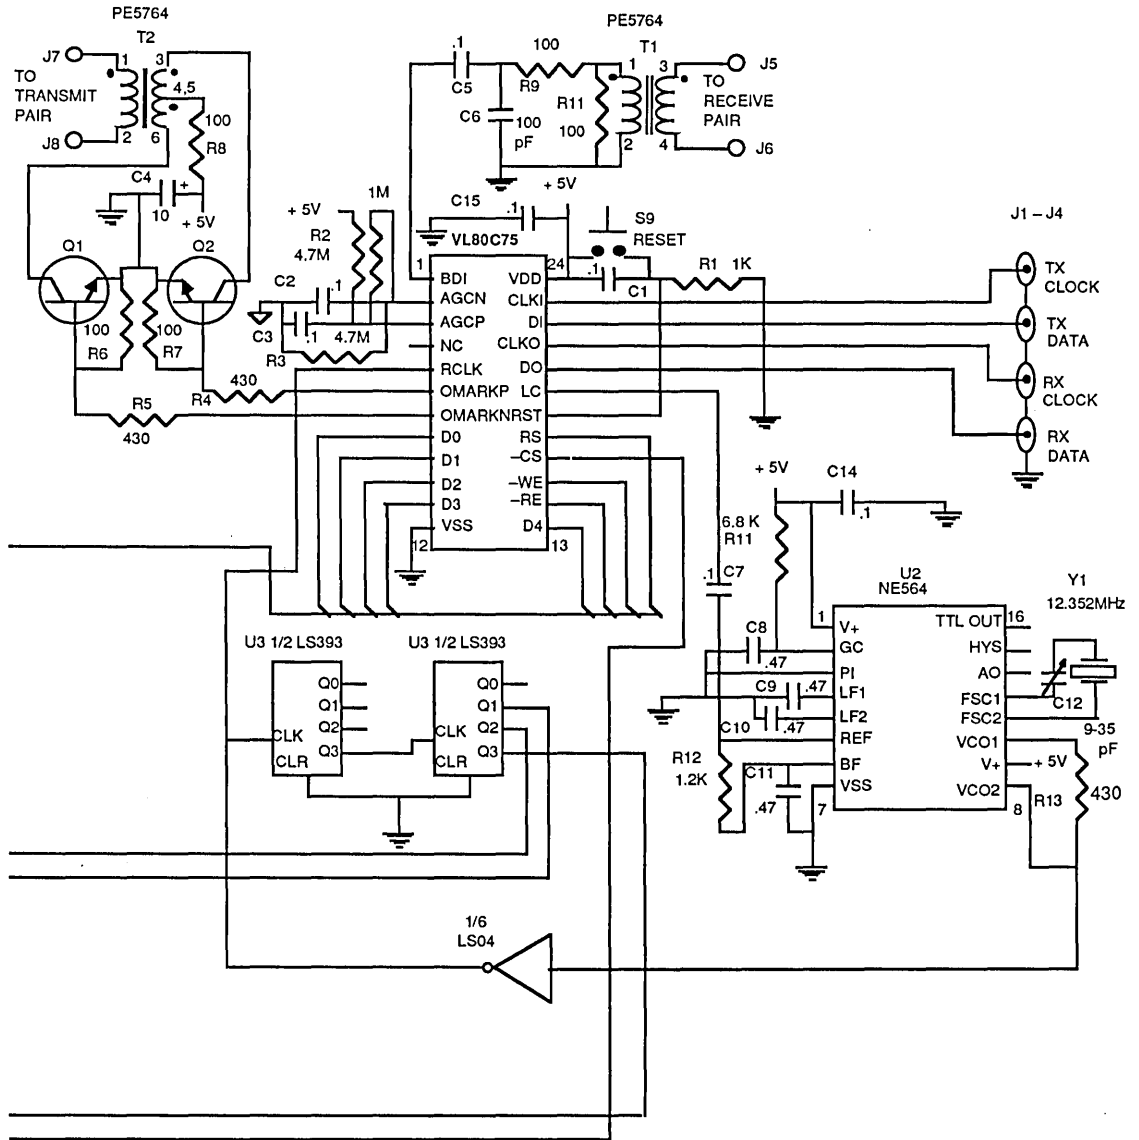 PE5764
T2
J7
1
3
TO
TRANSMIT
PAIR
4,5
J8
2
6
100
R8
C4
+
10
+ 5V
Q1
Q2
100
R6
100
R7
R4
430
R5
430
PE5764
T1
.1
C5
100
R9
R11
100
C6
100
pF
1
3
2
4
TO
RECEIVE
PAIR
J5
J6
+ 5V
R2
4.7M
1M
C15
.1
+ 5V
S9
RESET
C2
.1
C3
.1
4.7M
R3
VL80C75
1
24
BDI
VDD
AGCN
CLKI
AGCP
DI
NC
CLKO
RCLK
DO
OMARKP
LC
OMARKN
RST
D0
RS
D1
–CS
D2
–WE
D3
–RE
VSS
D4
12
13
.1
C1
R1
1K
J1 – J4
TX
CLOCK
TX
DATA
RX
CLOCK
RX
DATA
+ 5V
C14
.1
6.8 K
R11
.1
C7
C8
.47
C9
.47
C10
.47
R12
1.2K
C11
.47
U2
NE564
1
16
V+
TTL OUT
GC
HYS
PI
AO
LF1
FSC1
LF2
FSC2
REF
VCO1
BF
V+
VSS
VCO2
7
8
Y1
12.352MHz
C12
9-35
pF
+ 5V
R13
430
U3 1/2 LS393
U3 1/2 LS393
Q0
Q1
Q2
Q3
CLK
CLR
Q0
Q1
Q2
Q3
CLK
CLR
1/6
LS04